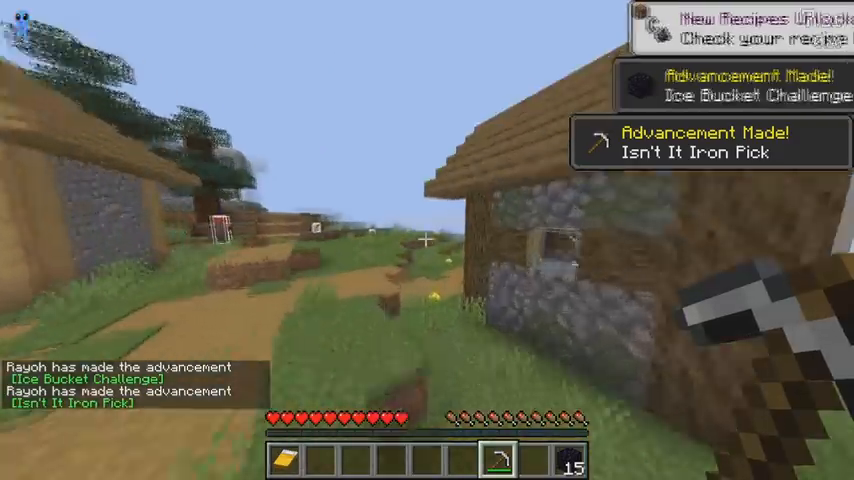 New Recipes Unlock
Check your recipe
Advancement Made!
Ice Bucket Challenge
Advancement Made!
Isn't It Iron Pick
Rayoh has made the advancement
[Ice Bucket Challenge]
Rayoh has made the advancement
[Isn't It Iron Pick]
15